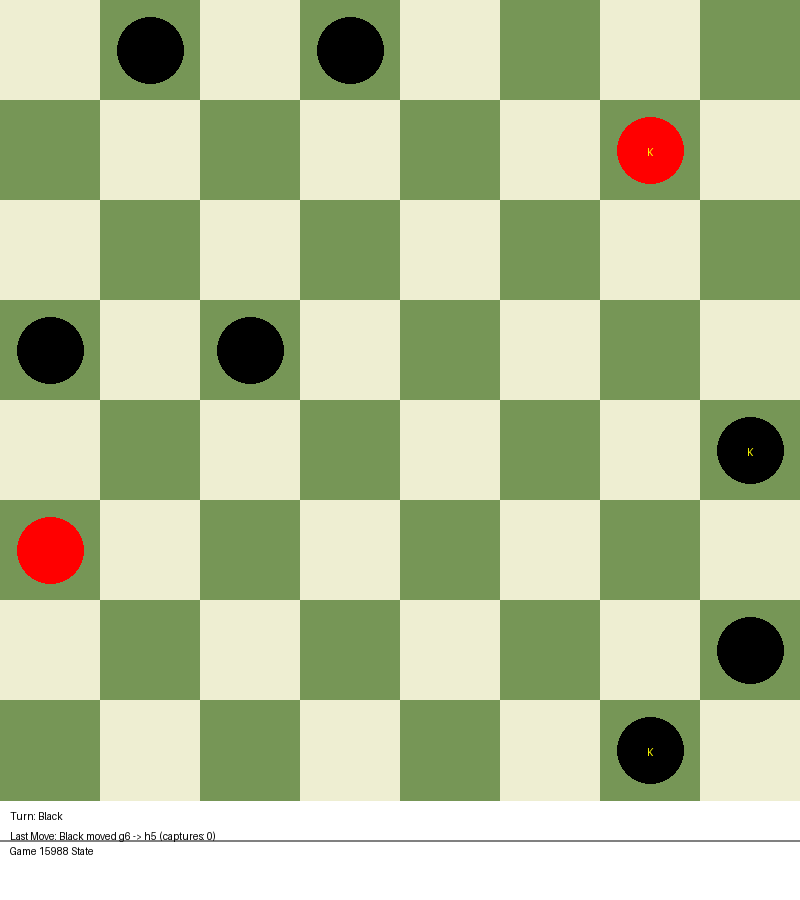 K
K
K
Turn: Black
Last Move: Black moved g6 -> h5 (captures: 0)
Game 15988 State